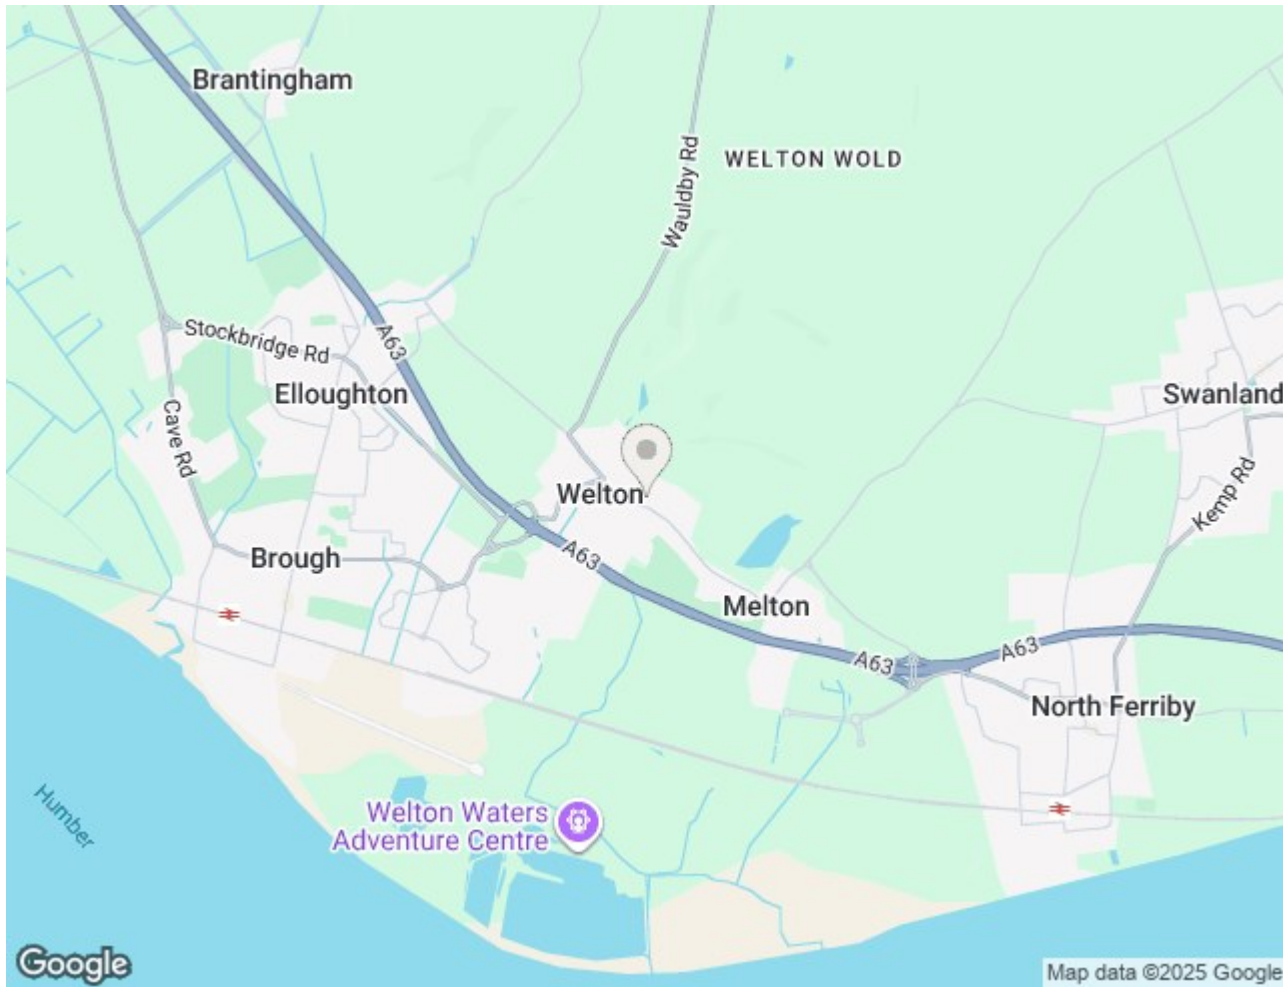 Brantingham
WELTON WOLD
Wauldby Rd
Stockbridge Rd
A63
Elloughton
Swanland
Cave Rd
Kemp Rd
Welton
Brough
A63
Melton
A63
A63
North Ferriby
Humber
Welton Waters
Adventure Centre
Google
Map data ©2025 Google